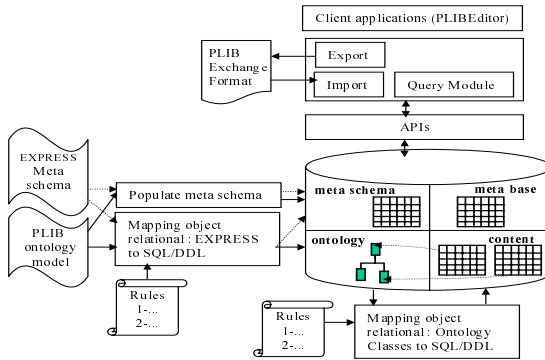 Client applications (PLIBEditor)
PLIB
Exchange
Format
Export
Import
Query Module
APIs
EXPRESS
Meta
schema
PLIB
ontology
model
Populate meta schema
Mapping object
relational : EXPRESS
to SQL/DDL
meta schema
meta base
ontology
content
Rules
1-...
2-...
Rules
1-...
2-...
Mapping object
relational : Ontology
Classes to SQL/DDL